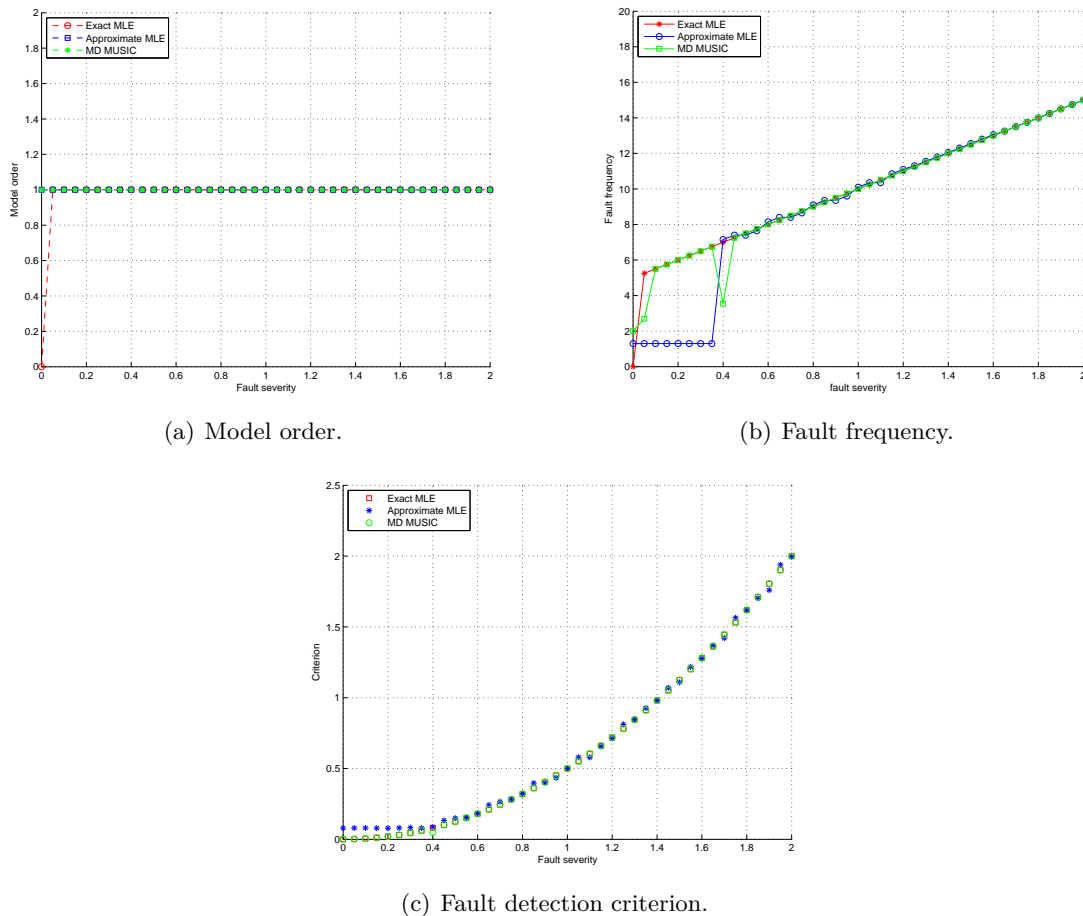 Exact MLE
Approximate MLE
MD MUSIC
Model order
2
1.8
1.6
1.4
1.2
1
0.8
0.6
0.4
0.2
0
0 0.2 0.4 0.6 0.8 1.0 1.2 1.4 1.6 1.8 2
Fault severity
(a) Model order.
Exact MLE
Approximate MLE
MD MUSIC
Fault frequency
20
18
16
14
12
10
8
6
4
2
0
0 0.2 0.4 0.6 0.8 1.0 1.2 1.4 1.6 1.8 2
fault severity
(b) Fault frequency.
Exact MLE
Approximate MLE
MD MUSIC
Criterion
2.5
2
1.5
1
0.5
0
0 0.2 0.4 0.6 0.8 1 1.2 1.4 1.6 1.8 2
Fault severity
(c) Fault detection criterion.